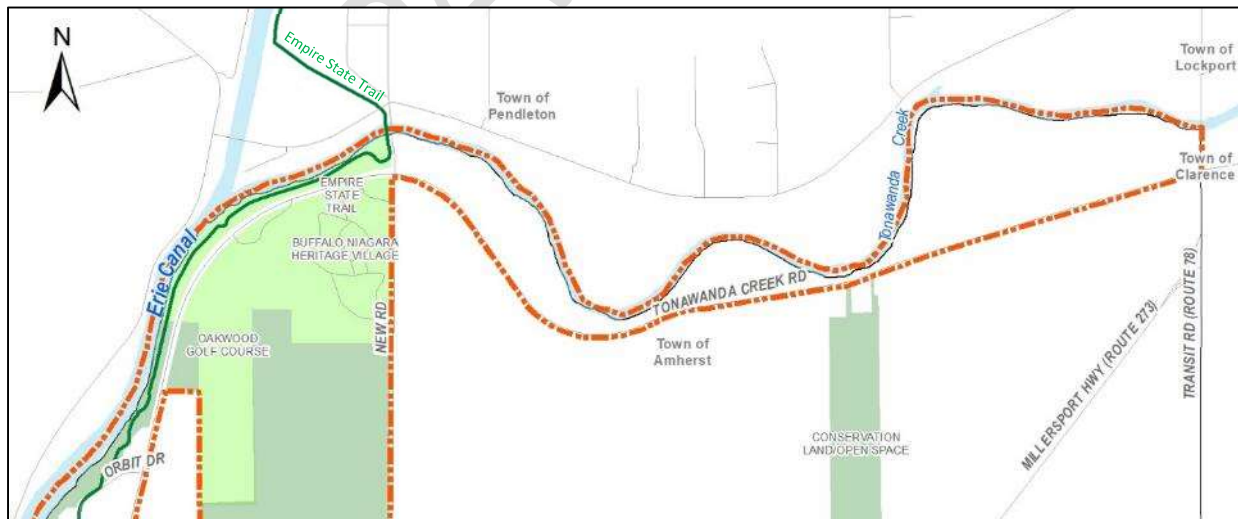 N
Empire State Trail
Town of
Pendleton
Town of
Lockport
Town of
Clarence
Tonawanda
Creek
EMPIRE
STATE
TRAIL
BUFFALO NIAGARA
HERITAGE VILLAGE
Erie Canal
NEW RD
TONAWANDA CREEK RD
Town of
Amherst
OAKWOOD
GOLF COURSE
ORBIT DR
CONSERVATION
LAND/OPEN SPACE
MILLERSPORT HWY (ROUTE 273)
TRANSIT RD (ROUTE 78)